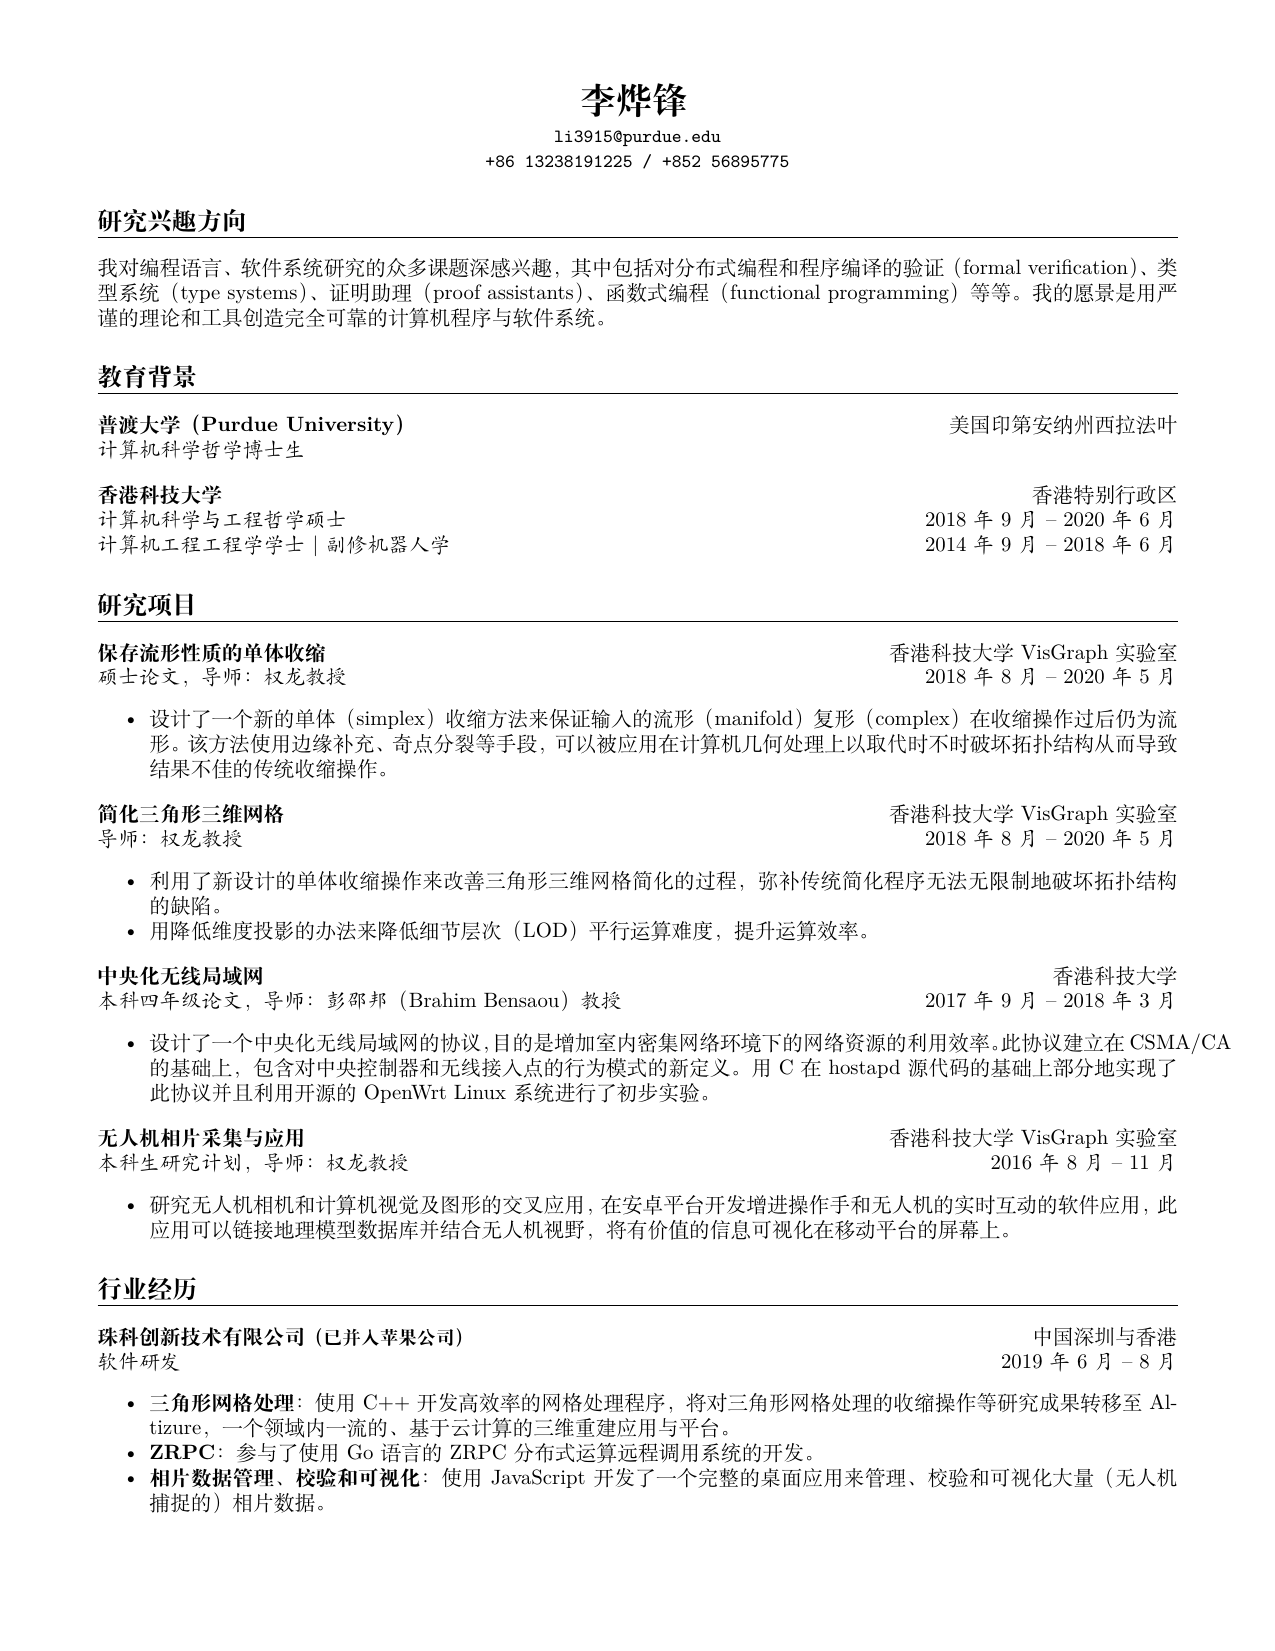 李烨锋
li3915@purdue.edu
+86 13238191225 / +852 56895775
研究兴趣方向
我对编程语言、软件系统研究的众多课题深感兴趣，其中包括对分布式编程和程序编译的验证（formal verification）、类
型系统（type systems）、证明助理（proof assistants）、函数式编程（functional programming）等等。我的愿景是用严
谨的理论和工具创造完全可靠的计算机程序与软件系统。
教育背景
普渡大学（Purdue University） 美国印第安纳州西拉法叶
计算机科学哲学博士生
香港科技大学 香港特别行政区
计算机科学与工程哲学硕士 2018 年 9 月 – 2020 年 6 月
计算机工程工程学学士 | 副修机器人学 2014 年 9 月 – 2018 年 6 月
研究项目
保存流形性质的单体收缩 香港科技大学 VisGraph 实验室
硕士论文，导师：权龙教授 2018 年 8 月 – 2020 年 5 月
• 设计了一个新的单体（simplex）收缩方法来保证输入的流形（manifold）复形（complex）在收缩操作过后仍为流
形。该方法使用边缘补充、奇点分裂等手段，可以被应用在计算机几何处理上以取代时不时破坏拓扑结构从而导致
结果不佳的传统收缩操作。
简化三角形三维网格 香港科技大学 VisGraph 实验室
导师：权龙教授 2018 年 8 月 – 2020 年 5 月
• 利用了新设计的单体收缩操作来改善三角形三维网格简化的过程，弥补传统简化程序无法无限制地破坏拓扑结构
的缺陷。
• 用降低维度投影的办法来降低细节层次（LOD）平行运算难度，提升运算效率。
中央化无线局域网 香港科技大学
本科四年级论文，导师：彭邵邦（Brahim Bensaou）教授 2017 年 9 月 – 2018 年 3 月
• 设计了一个中央化无线局域网的协议，目的是增加室内密集网络环境下的网络资源的利用效率。此协议建立在 CSMA/CA
的基础上，包含对中央控制器和无线接入点的行为模式的新定义。用 C 在 hostapd 源代码的基础上部分地实现了
此协议并且利用开源的 OpenWrt Linux 系统进行了初步实验。
无人机相片采集与应用 香港科技大学 VisGraph 实验室
本科生研究计划，导师：权龙教授 2016 年 8 月 – 11 月
• 研究无人机相机和计算机视觉及图形的交叉应用，在安卓平台开发增进操作手和无人机的实时互动的软件应用，此
应用可以链接地理模型数据库并结合无人机视野，将有价值的信息可视化在移动平台的屏幕上。
行业经历
珠科创新技术有限公司（已并入苹果公司） 中国深圳与香港
软件研发 2019 年 6 月 – 8 月
• 三角形网格处理：使用 C++ 开发高效率的网格处理程序，将对三角形网格处理的收缩操作等研究成果转移至 Al-
tizure，一个领域内一流的、基于云计算的三维重建应用与平台。
• ZRPC：参与了使用 Go 语言的 ZRPC 分布式运算远程调用系统的开发。
• 相片数据管理、校验和可视化：使用 JavaScript 开发了一个完整的桌面应用来管理、校验和可视化大量（无人机
捕捉的）相片数据。